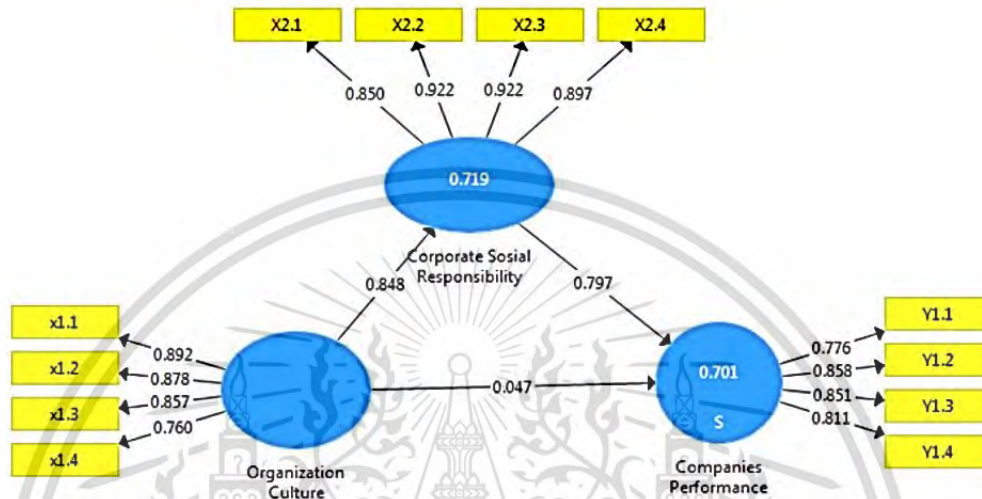 X2.1 X2.2 X2.3 X2.4
0.850 0.922 0.922 0.897
0.719
Corporate Sosial
Responsibility
0.848 0.797
x1.1
x1.2
x1.3
x1.4
0.892
0.878
0.857
0.760
Organization
Culture
0.047
0.701
S
Companies
Performance
0.776
0.858
0.851
0.811
Y1.1
Y1.2
Y1.3
Y1.4